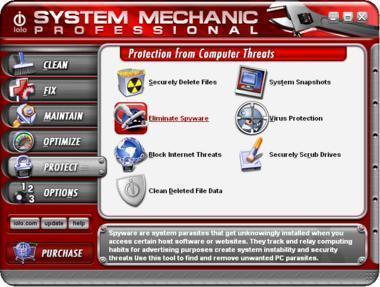 iolo
SYSTEM MECHANIC
PROFESSIONAL
Protection from Computer Threats
CLEAN
FIX
MAINTAIN
OPTIMIZE
PROTECT
1 2 3
OPTIONS
iolo.com
update
help
PURCHASE
Securely Delete Files
System Snapshots
Eliminate Spyware
Virus Protection
Block Internet Threats
Securely Scrub Drives
Clean Deleted File Data
Spyware are system parasites that get unknowingly installed when you
access certain host software or websites. They track and relay computing
habits for advertising purposes create system instability and security
threats Use this tool to find and remove unwanted PC parasites.